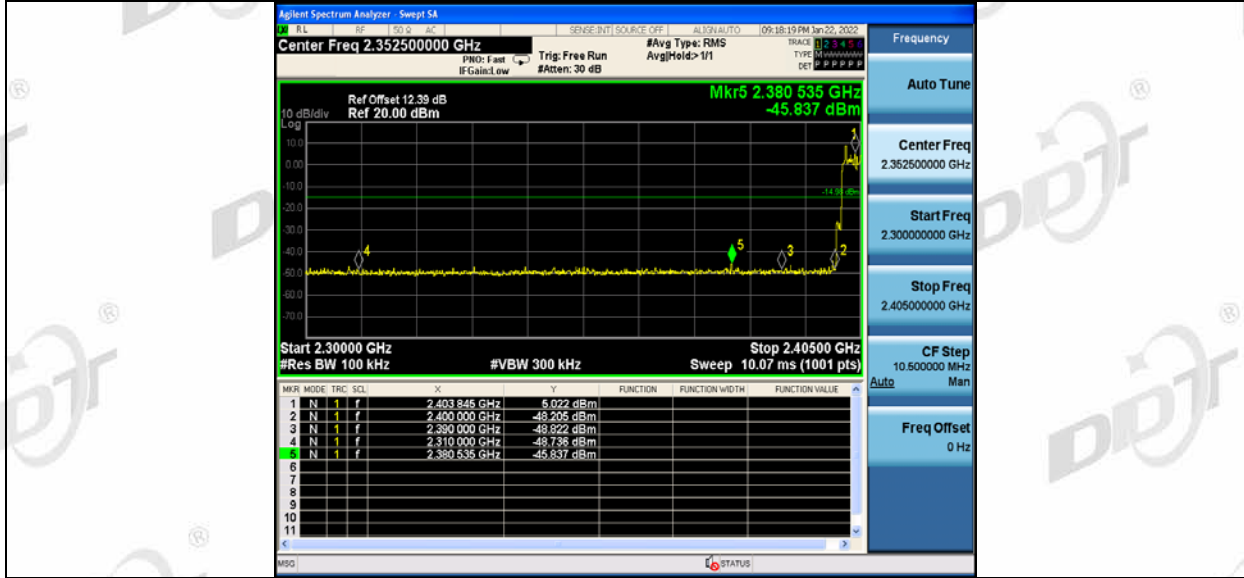 Agilent Spectrum Analyzer - Swept SA
RL RF 50 Ω AC SENSE:INT SOURCE OFF ALIGN AUTO 09:18:19 PM Jan 22, 2022
Center Freq 2.352500000 GHz
PNO: Fast
IFGain:Low
Trig: Free Run
#Atten: 30 dB
#Avg Type: RMS
Avg|Hold:>1/1
TRACE 1 2 3 4 5 6
TYPE M
DET P P P P P P
Mkr5 2.380 535 GHz
-45.837 dBm
Ref Offset 12.39 dB
10 dB/div Ref 20.00 dBm
Log
10.0
0.00
-10.0
-20.0
-30.0
-40.0
-50.0
-60.0
-70.0
-14.98 dBm
1
4
5
3
2
Start 2.30000 GHz Stop 2.40500 GHz
#Res BW 100 kHz #VBW 300 kHz Sweep 10.07 ms (1001 pts)
MKR MODE TRC SCL X Y FUNCTION FUNCTION WIDTH FUNCTION VALUE
1 N 1 f 2.403 845 GHz 5.022 dBm
2 N 1 f 2.400 000 GHz -48.205 dBm
3 N 1 f 2.390 000 GHz -48.822 dBm
4 N 1 f 2.310 000 GHz -48.736 dBm
5 N 1 f 2.380 535 GHz -45.837 dBm
6
7
8
9
10
11
MSG STATUS
Frequency
Auto Tune
Center Freq
2.352500000 GHz
Start Freq
2.300000000 GHz
Stop Freq
2.405000000 GHz
CF Step
10.500000 MHz
Auto Man
Freq Offset
0 Hz